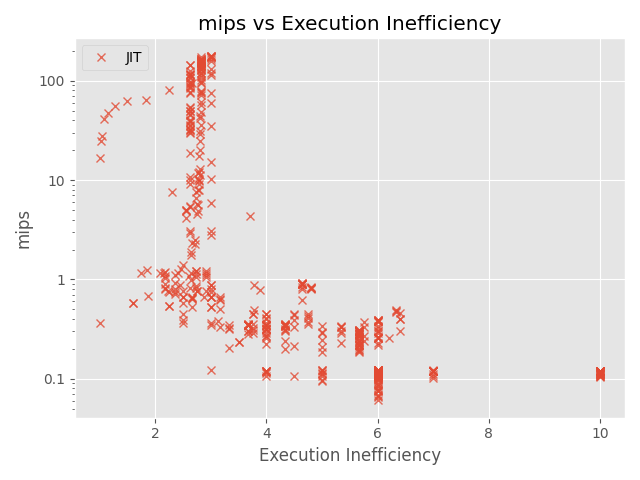 mips vs Execution Inefficiency
JIT
100
10
1
0.1
mips
2 4 6 8 10
Execution Inefficiency